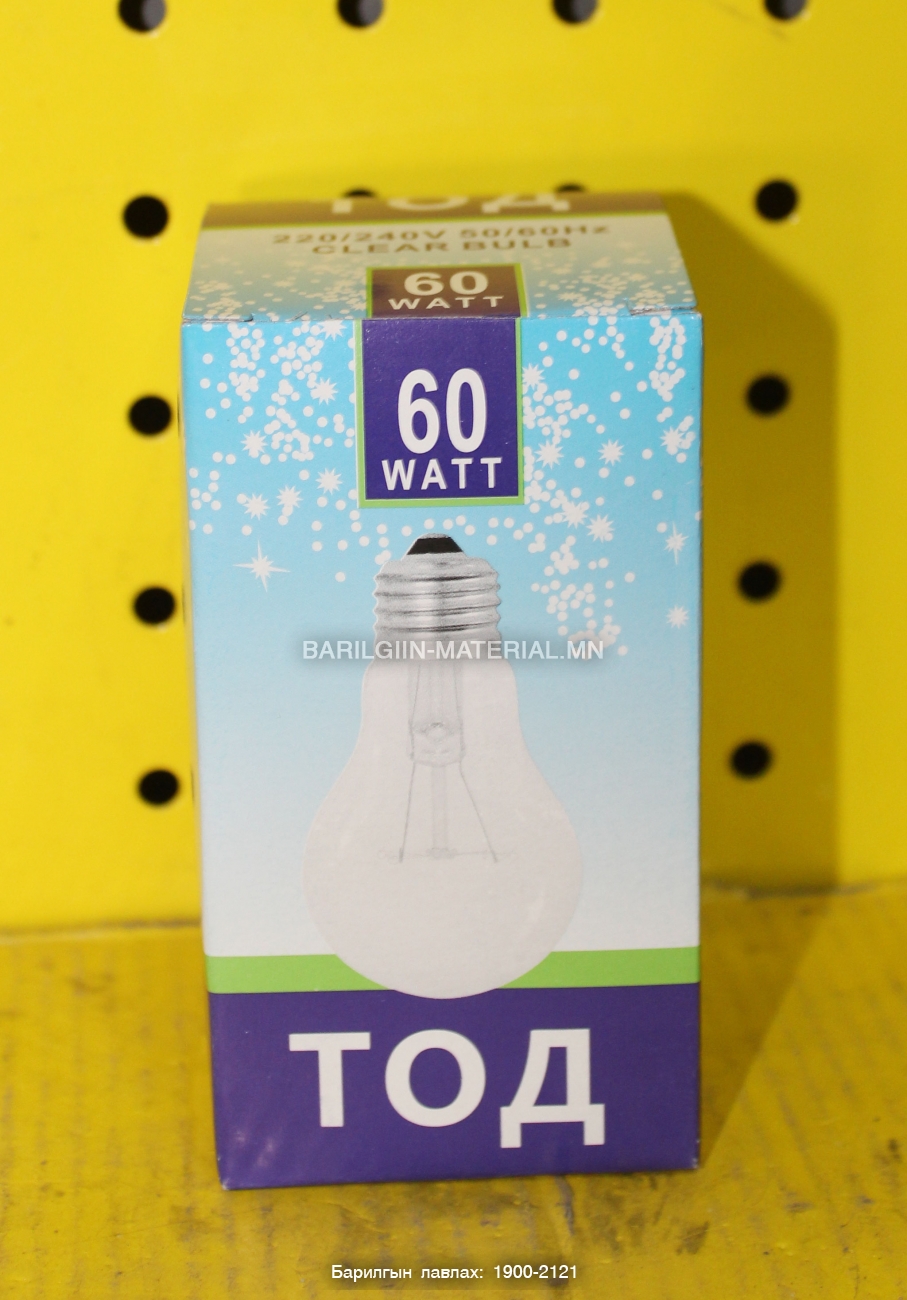 ТОД
220/240V 50/60Hz
CLEAR BULB
60
WATT
60
WATT
BARILGIIN-MATERIAL.MN
ТОД
Барилгын лавлах: 1900-2121